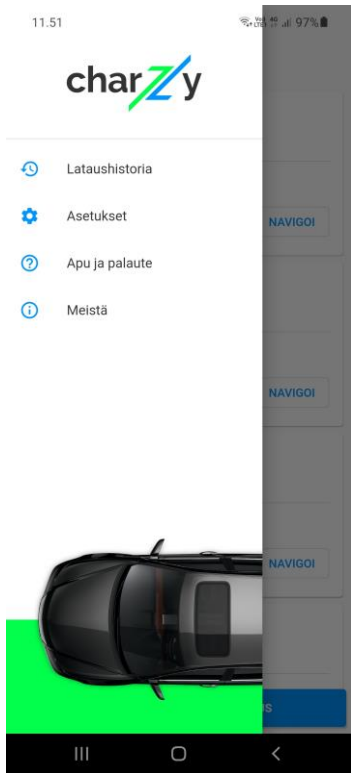 11.51
97%
charZy
Lataushistoria
Asetukset
NAVIGOI
Apu ja palaute
Meistä
NAVIGOI
NAVIGOI